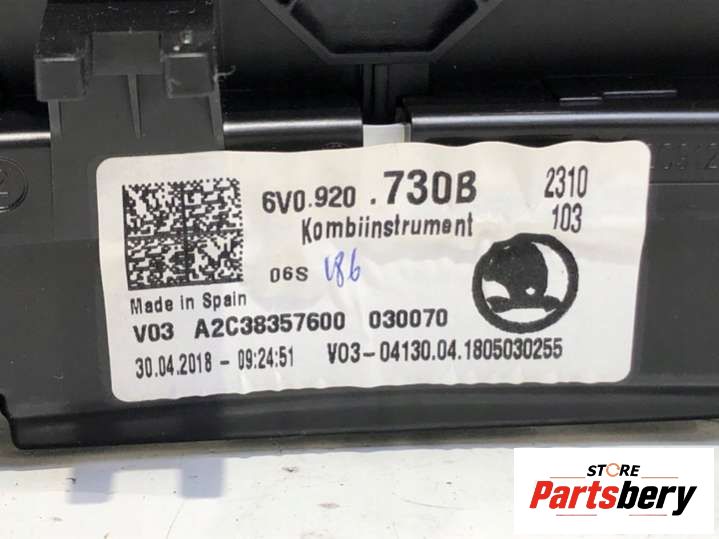 6V0.920 .730B 2310
Kombiinstrument 103
06S 186
Made in Spain
V03 A2C38357600 030070
30.04.2018 - 09:24:51 V03-04130.04.1805030255
STORE
Partsbery